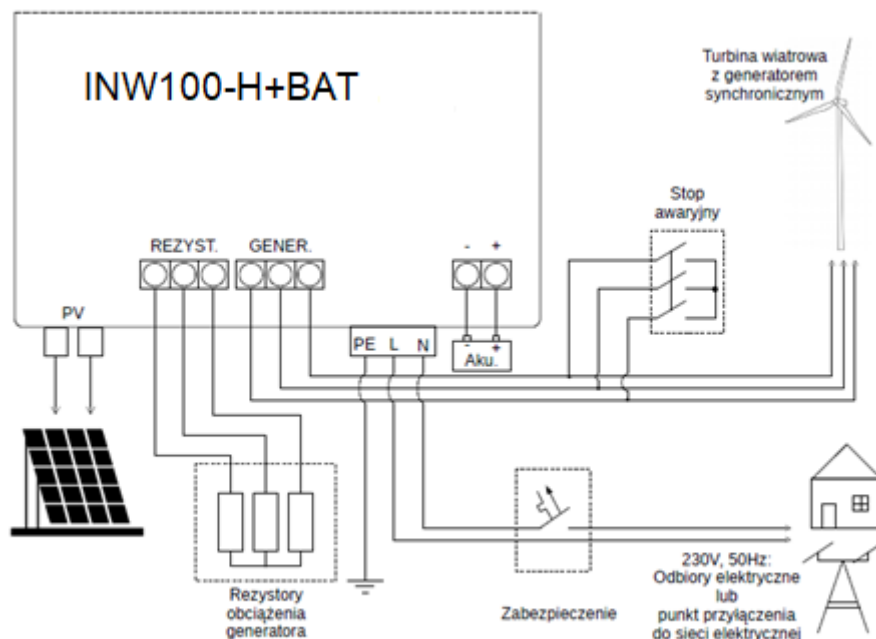 INW100-H+BAT
Turbina wiatrowa
z generatorem
synchronicznym
Stop
awaryjny
REZYST.
GENER.
- +
PV
PE L N
- +
Aku.
230V, 50Hz:
Odbiory elektryczne
lub
punkt przyłączenia
do sieci elektrycznej
Rezystory
obciążenia
generatora
Zabezpieczenie